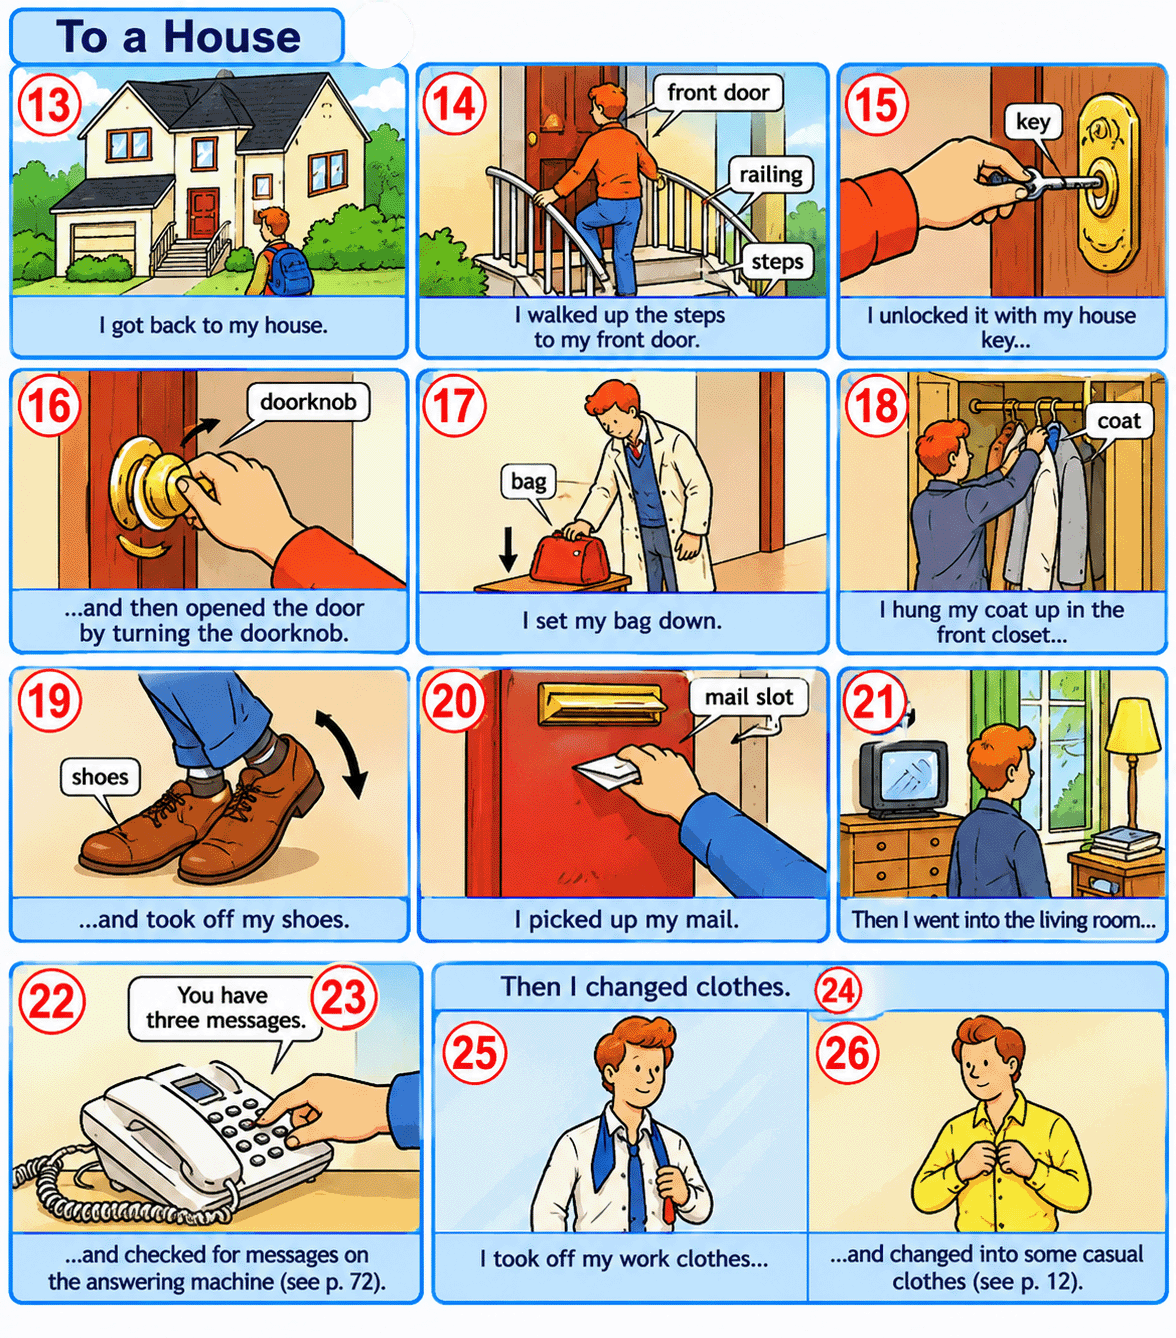 To a House
13
I got back to my house.
14
front door
railing
steps
I walked up the steps
to my front door.
15
key
I unlocked it with my house
key...
16
doorknob
...and then opened the door
by turning the doorknob.
17
bag
I set my bag down.
18
coat
I hung my coat up in the
front closet...
19
shoes
...and took off my shoes.
20
mail slot
I picked up my mail.
21
Then I went into the living room...
22
You have
three messages.
23
...and checked for messages on
the answering machine (see p. 72).
Then I changed clothes.
24
25
I took off my work clothes...
26
...and changed into some casual
clothes (see p. 12).